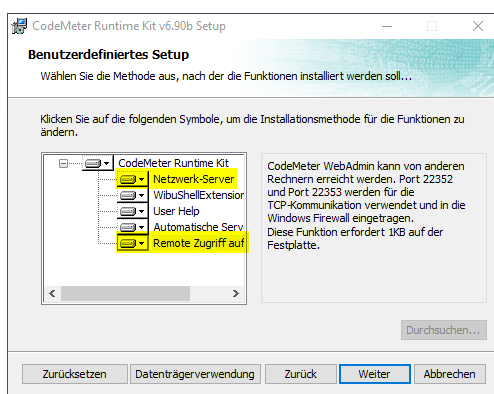 CodeMeter Runtime Kit v6.90b Setup
Benutzerdefiniertes Setup
Wählen Sie die Methode aus, nach der die Funktionen installiert werden soll...
Klicken Sie auf die folgenden Symbole, um die Installationsmethode für die Funktionen zu
ändern.
CodeMeter Runtime Kit
Netzwerk-Server
WibuShellExtension
User Help
Automatische Serv
Remote Zugriff auf
CodeMeter WebAdmin kann von anderen
Rechnern erreicht werden. Port 22352
und Port 22353 werden für die
TCP-Kommunikation verwendet und in die
Windows Firewall eingetragen.
Diese Funktion erfordert 1KB auf der
Festplatte.
Durchsuchen...
Zurücksetzen
Datenträgerverwendung
Zurück
Weiter
Abbrechen